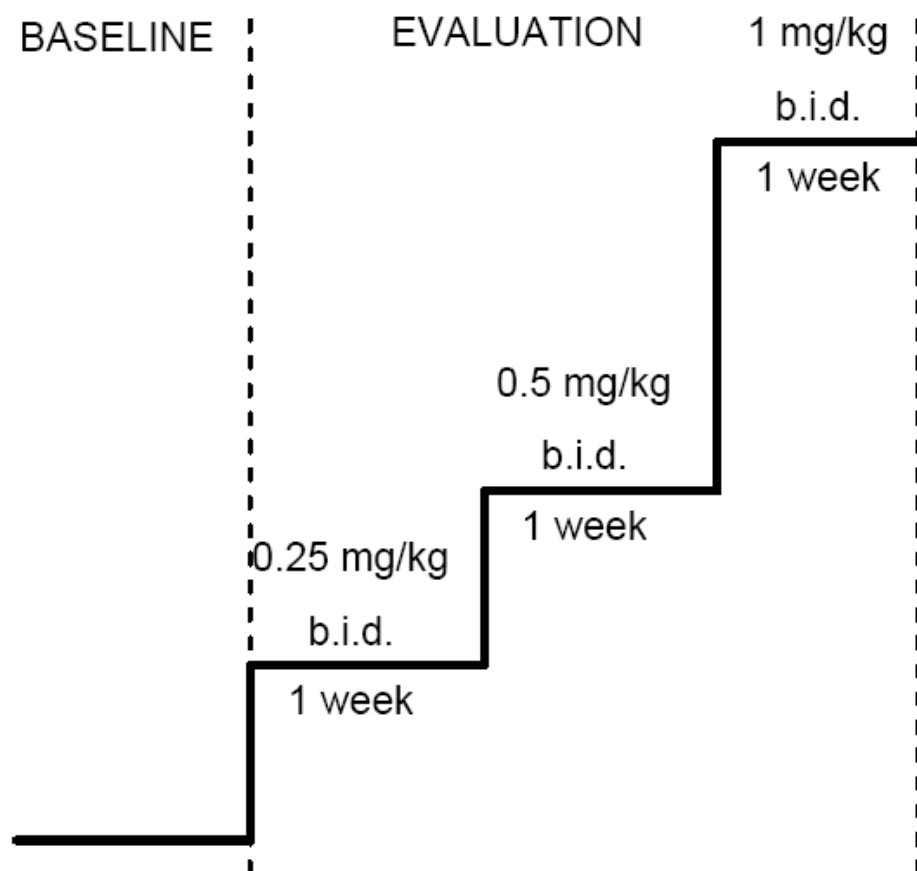 BASELINE
EVALUATION
1 mg/kg
b.i.d.
1 week
0.5 mg/kg
b.i.d.
1 week
0.25 mg/kg
b.i.d.
1 week